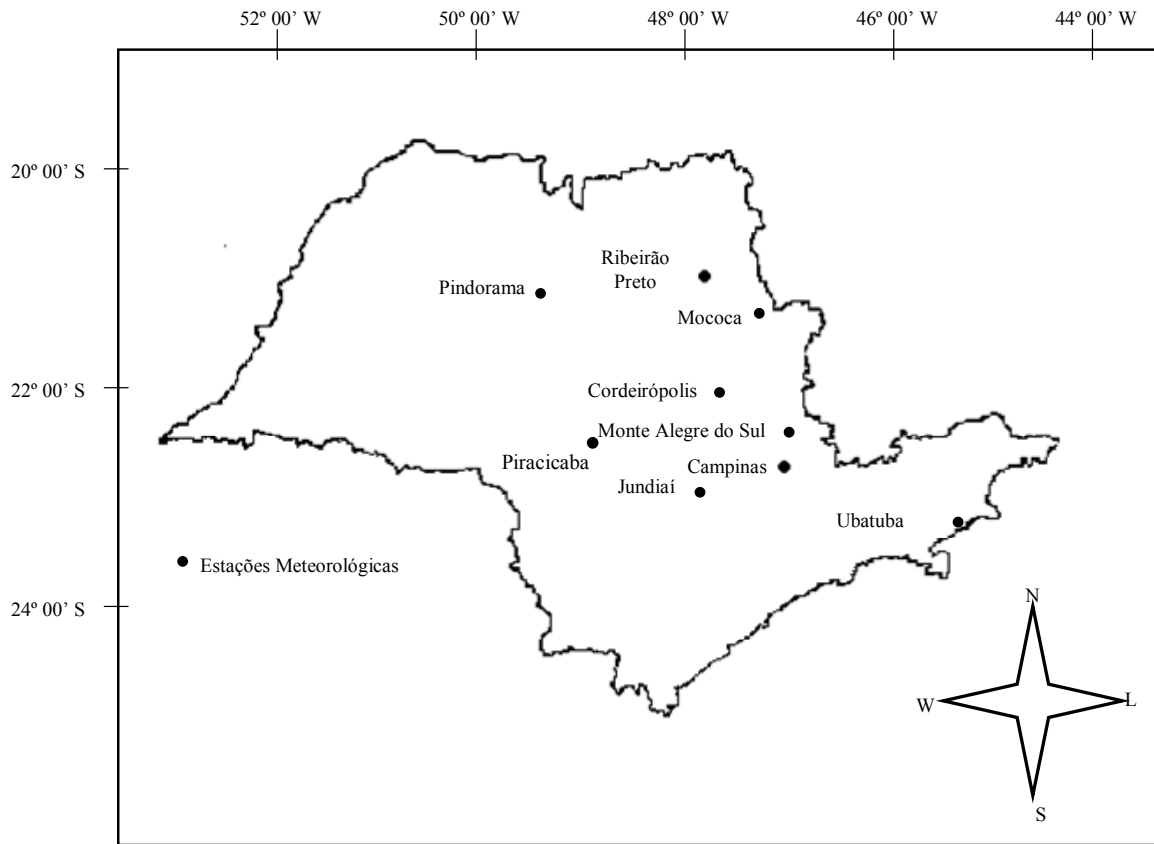 52º 00’ W
50º 00’ W
48º 00’ W
46º 00’ W
44º 00’ W
20º 00’ S
Ribeirão
Preto
Pindorama
Mococa
22º 00’ S
Cordeirópolis
Monte Alegre do Sul
Piracicaba
Campinas
Jundiaí
Ubatuba
Estações Meteorológicas
24º 00’ S
N
W
L
S